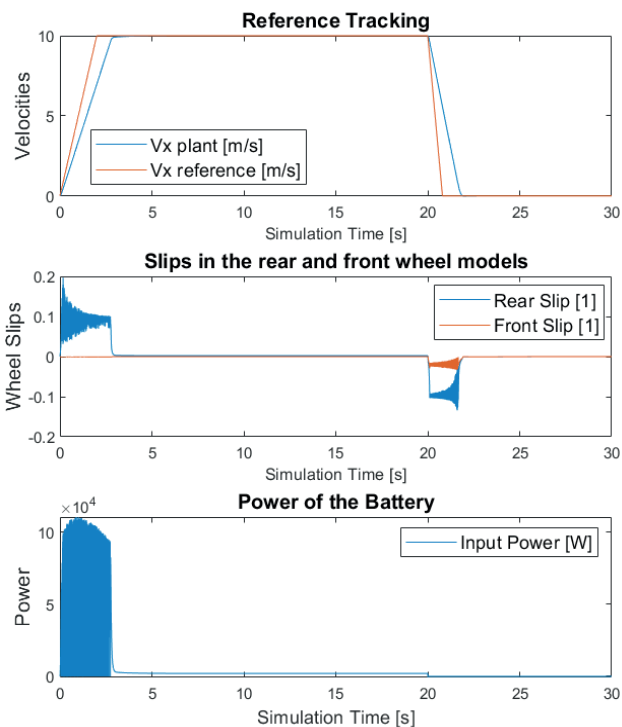 Reference Tracking
10
5
0
Velocities
Vx plant [m/s]
Vx reference [m/s]
0 5 10 15 20 25 30
Simulation Time [s]
Slips in the rear and front wheel models
0.2
0.1
0
-0.1
-0.2
Wheel Slips
Rear Slip [1]
Front Slip [1]
0 5 10 15 20 25 30
Simulation Time [s]
×10⁴
Power of the Battery
10
5
0
Power
Input Power [W]
0 5 10 15 20 25 30
Simulation Time [s]